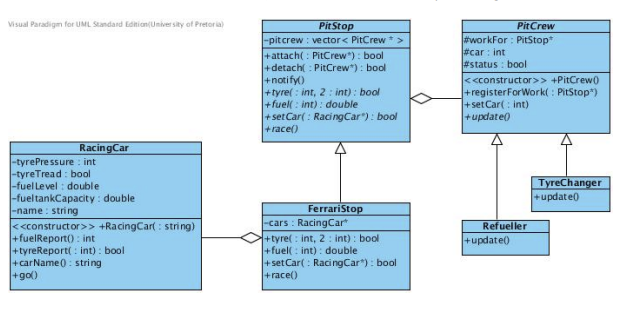 Visual Paradigm for UML Standard Edition(University of Pretoria)
PitStop
-pitcrew : vector< PitCrew * >
+attach( : PitCrew*) : bool
+detach( : PitCrew*) : bool
+notify()
+tyre( : int, 2 : int) : bool
+fuel( : int) : double
+setCar( : RacingCar*) : bool
+race()
PitCrew
#workFor : PitStop*
#car : int
#status : bool
<<constructor>> +PitCrew()
+registerForWork( : PitStop*)
+setCar( : int)
+update()
RacingCar
-tyrePressure : int
-tyreTread : bool
-fuelLevel : double
-fueltankCapacity : double
-name : string
<<constructor>> +RacingCar( : string)
+fuelReport() : int
+tyreReport( : int) : bool
+carName() : string
+go()
FerrariStop
-cars : RacingCar*
+tyre( : int, 2 : int) : bool
+fuel( : int) : double
+setCar( : RacingCar*) : bool
+race()
TyreChanger
+update()
Refueller
+update()